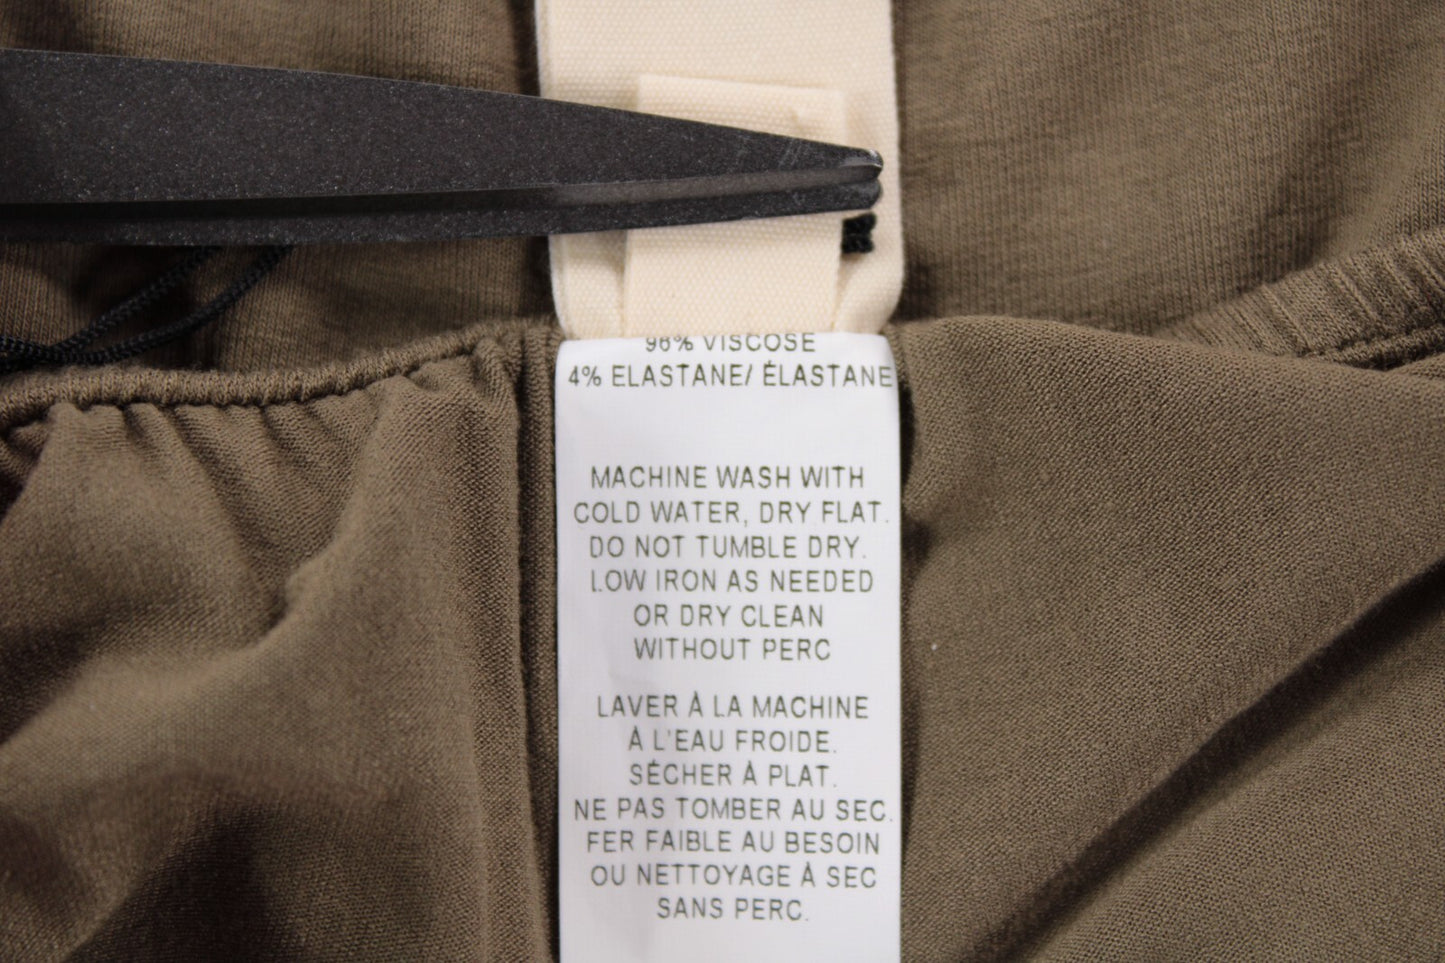 96% VISCOSE
4% ELASTANE/ ÉLASTANE
MACHINE WASH WITH
COLD WATER, DRY FLAT.
DO NOT TUMBLE DRY.
LOW IRON AS NEEDED
OR DRY CLEAN
WITHOUT PERC
LAVER À LA MACHINE
À L'EAU FROIDE.
SÉCHER À PLAT.
NE PAS TOMBER AU SEC.
FER FAIBLE AU BESOIN
OU NETTOYAGE À SEC
SANS PERC.